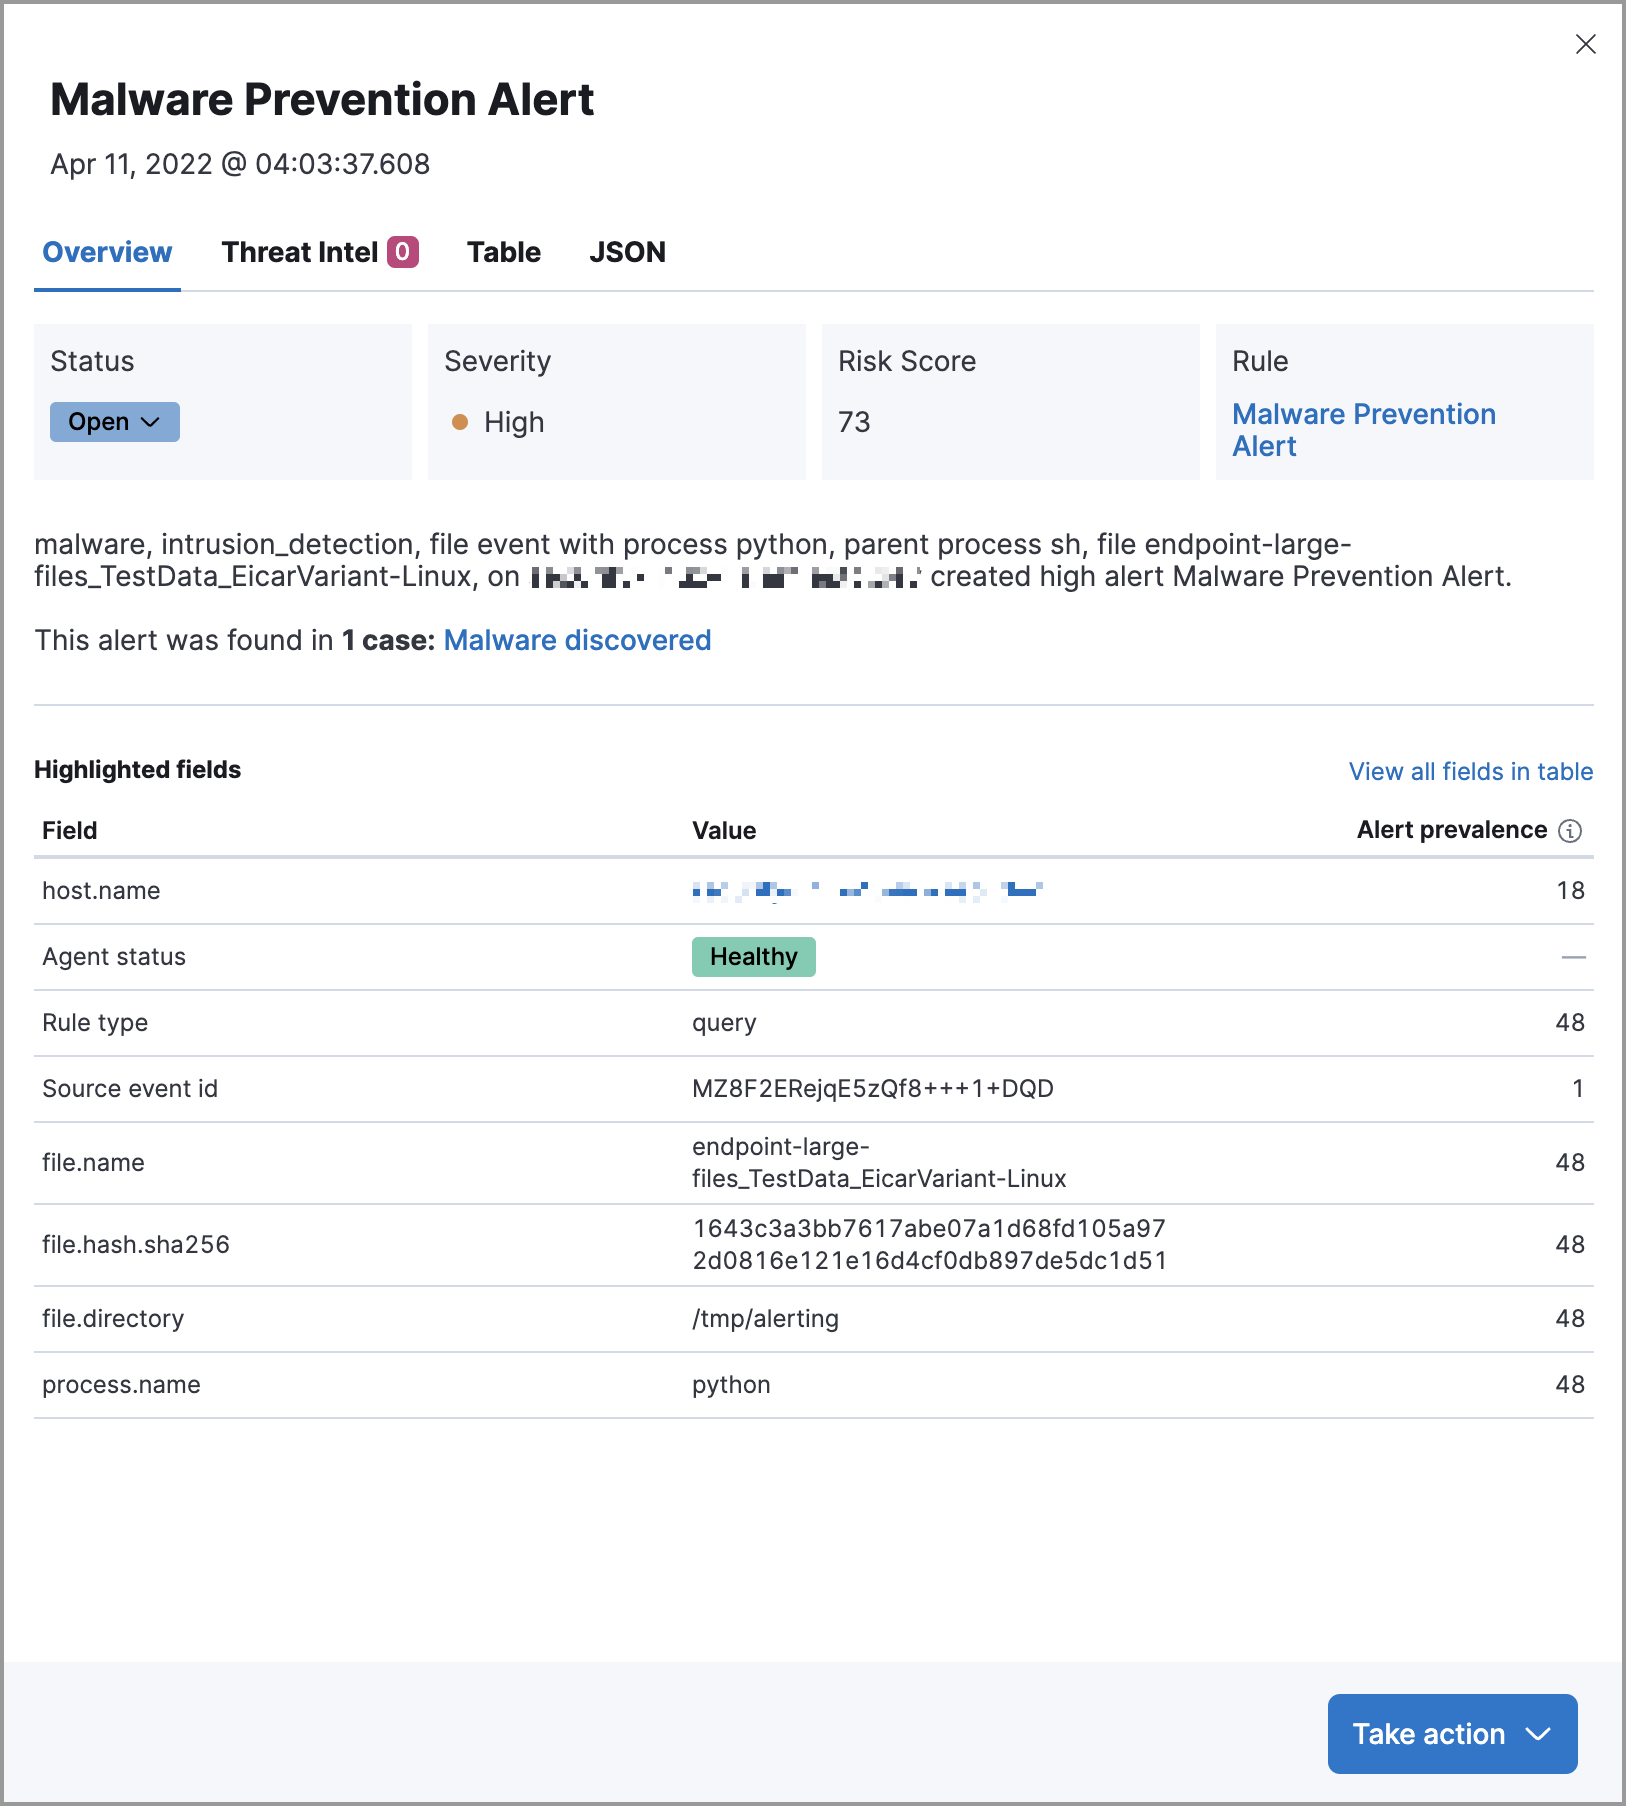 Malware Prevention Alert
Apr 11, 2022 @ 04:03:37.608
Overview Threat Intel 0 Table JSON
Status Severity Risk Score Rule
Open High 73 Malware Prevention
Alert
malware, intrusion_detection, file event with process python, parent process sh, file endpoint-large-
files_TestData_EicarVariant-Linux, on created high alert Malware Prevention Alert.
This alert was found in 1 case: Malware discovered
Highlighted fields View all fields in table
Field Value Alert prevalence
host.name 18
Agent status Healthy —
Rule type query 48
Source event id MZ8F2ERejqE5zQf8+++1+DQD 1
file.name endpoint-large-
files_TestData_EicarVariant-Linux 48
file.hash.sha256 1643c3a3bb7617abe07a1d68fd105a97
2d0816e121e16d4cf0db897de5dc1d51 48
file.directory /tmp/alerting 48
process.name python 48
Take action